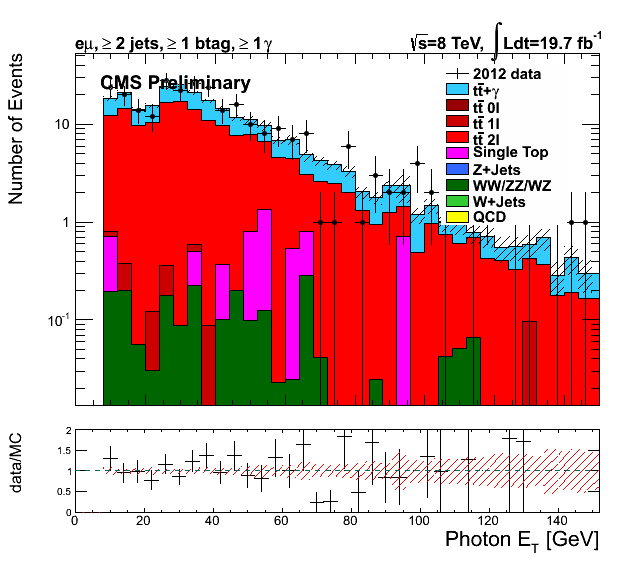 eμ, ≥ 2 jets, ≥ 1 btag, ≥ 1γ
√s=8 TeV, ∫ Ldt=19.7 fb⁻¹
CMS Preliminary
Number of Events
10
1
10⁻¹
2012 data
tt̄+γ
tt̄ 0l
tt̄ 1l
tt̄ 2l
Single Top
Z+Jets
WW/ZZ/WZ
W+Jets
QCD
data/MC
2
1.5
1
0.5
0
0 20 40 60 80 100 120 140
Photon E_T [GeV]